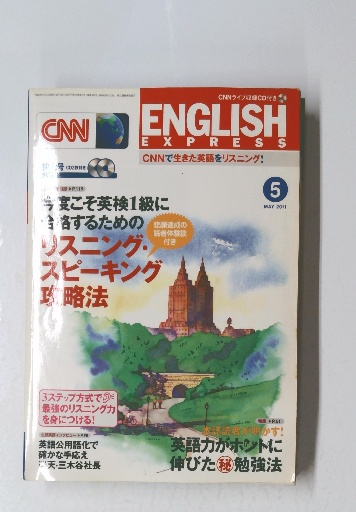 CNNライブ収録CD付き
CNN
ENGLISH
EXPRESS
CNNで生きた英語をリスニング!
5
MAY 2011
今度こそ英検1級に
合格するための
リスニング・
スピーキング
攻略法
読者体験談
付き
3ステップ方式で
最強のリスニング力
を身につける!
英語公用語化で
確かな手応え
楽天・三木谷社長
英語力がホントに
伸びた㊙勉強法